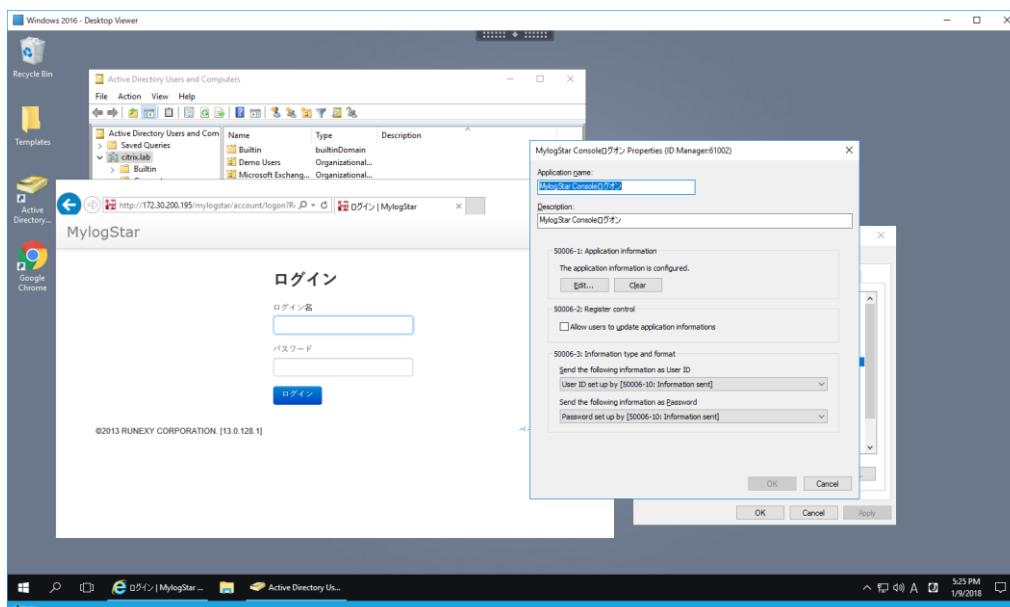 Windows 2016 - Desktop Viewer
Recycle Bin
Templates
Active
Directory...
Google
Chrome
Active Directory Users and Computers
File Action View Help
Active Directory Users and Com
Saved Queries
citrix.lab
Builtin
Name Type Description
Builtin builtinDomain
Demo Users Organizational...
Microsoft Exchang... Organizational...
http://172.30.200.195/mylogstar/account/logon?R
ログイン | MylogStar
MylogStar
ログイン
ログイン名
パスワード
ログイン
©2013 RUNEXY CORPORATION. [13.0.128.1]
MylogStar Consoleログオン Properties (ID Manager:61002)
Application name:
MylogStar Consoleログオン
Description:
MylogStar Consoleログオン
50006-1: Application information
The application information is configured.
Edit... Clear
50006-2: Register control
Allow users to update application informations
50006-3: Information type and format
Send the following information as User ID
User ID set up by [50006-10: Information sent]
Send the following information as Password
Password set up by [50006-10: Information sent]
OK Cancel
OK Cancel Apply
ログイン | MylogStar ...
Active Directory Us...
A
5:25 PM
1/9/2018